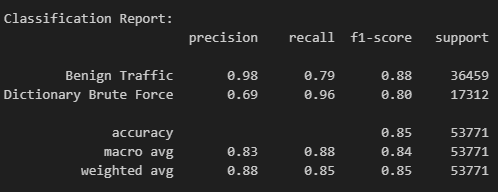 Classification Report:
precision recall f1-score support
Benign Traffic 0.98 0.79 0.88 36459
Dictionary Brute Force 0.69 0.96 0.80 17312
accuracy 0.85 53771
macro avg 0.83 0.88 0.84 53771
weighted avg 0.88 0.85 0.85 53771